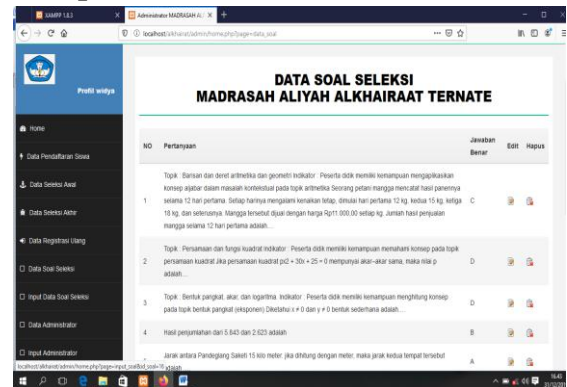 XAMPP 1.8.3
Administrator MADRASAH AL
localhost/alkhairat/admin/home.php?page=data_soal
Profil widya
Home
Data Pendaftaran Siswa
Data Seleksi Awal
Data Seleksi Akhir
Data Registrasi Ulang
Data Soal Seleksi
Input Data Soal Seleksi
Data Administrator
Input Administrator
DATA SOAL SELEKSI
MADRASAH ALIYAH ALKHAIRAAT TERNATE
NO Pertanyaan Jawaban Benar Edit Hapus
Topik : Barisan dan deret aritmetika dan geometri Indikator : Peserta didik memiliki kemampuan mengaplikasikan
konsep aljabar dalam masalah kontekstual pada topik aritmetika Seorang petani mangga mencatat hasil panennya
1 selama 12 hari pertama. Setiap harinya mengalami kenaikan tetap, dimulai hari pertama 12 kg, kedua 15 kg, ketiga C
18 kg, dan seterusnya. Mangga tersebut dijual dengan harga Rp11.000,00 setiap kg. Jumlah hasil penjualan
mangga selama 12 hari pertama adalah....
Topik : Persamaan dan fungsi kuadrat Indikator : Peserta didik memiliki kemampuan memahami konsep pada topik
2 persamaan kuadrat Jika persamaan kuadrat px2 + 30x + 25 = 0 mempunyai akar–akar sama, maka nilai p D
adalah...
3 Topik : Bentuk pangkat, akar, dan logaritma. Indikator : Peserta didik memiliki kemampuan menghitung konsep D
pada topik bentuk pangkat (eksponen) Diketahui x ≠ 0 dan y ≠ 0 bentuk sederhana adalah...
4 Hasil penjumlahan dari 5.643 dan 2.623 adalah B
Jarak antara Pandeglang Saketi 15 kilo meter. jika dihitung dengan meter, maka jarak kedua tempat tersebut A
adalah
16.43
31/12/20